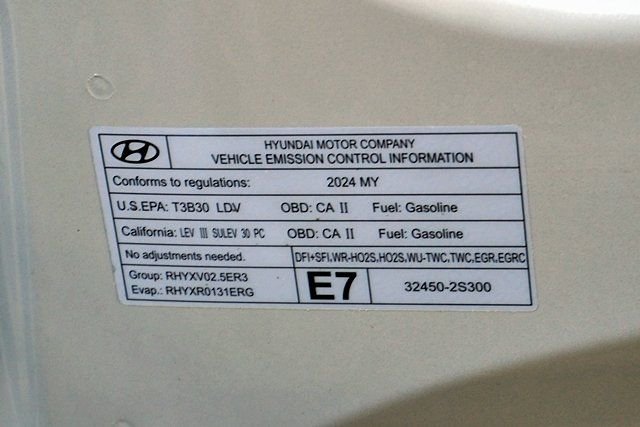 HYUNDAI MOTOR COMPANY
VEHICLE EMISSION CONTROL INFORMATION
Conforms to regulations: 2024 MY
U.S.EPA: T3B30 LDV OBD: CA II Fuel: Gasoline
California: LEV III SULEV 30 PC OBD: CA II Fuel: Gasoline
No adjustments needed. DFI+SFI,WR-HO2S,HO2S,WU-TWC,TWC,EGR,EGRC
Group: RHYXV02.5ER3
Evap.: RHYXR0131ERG
E7
32450-2S300